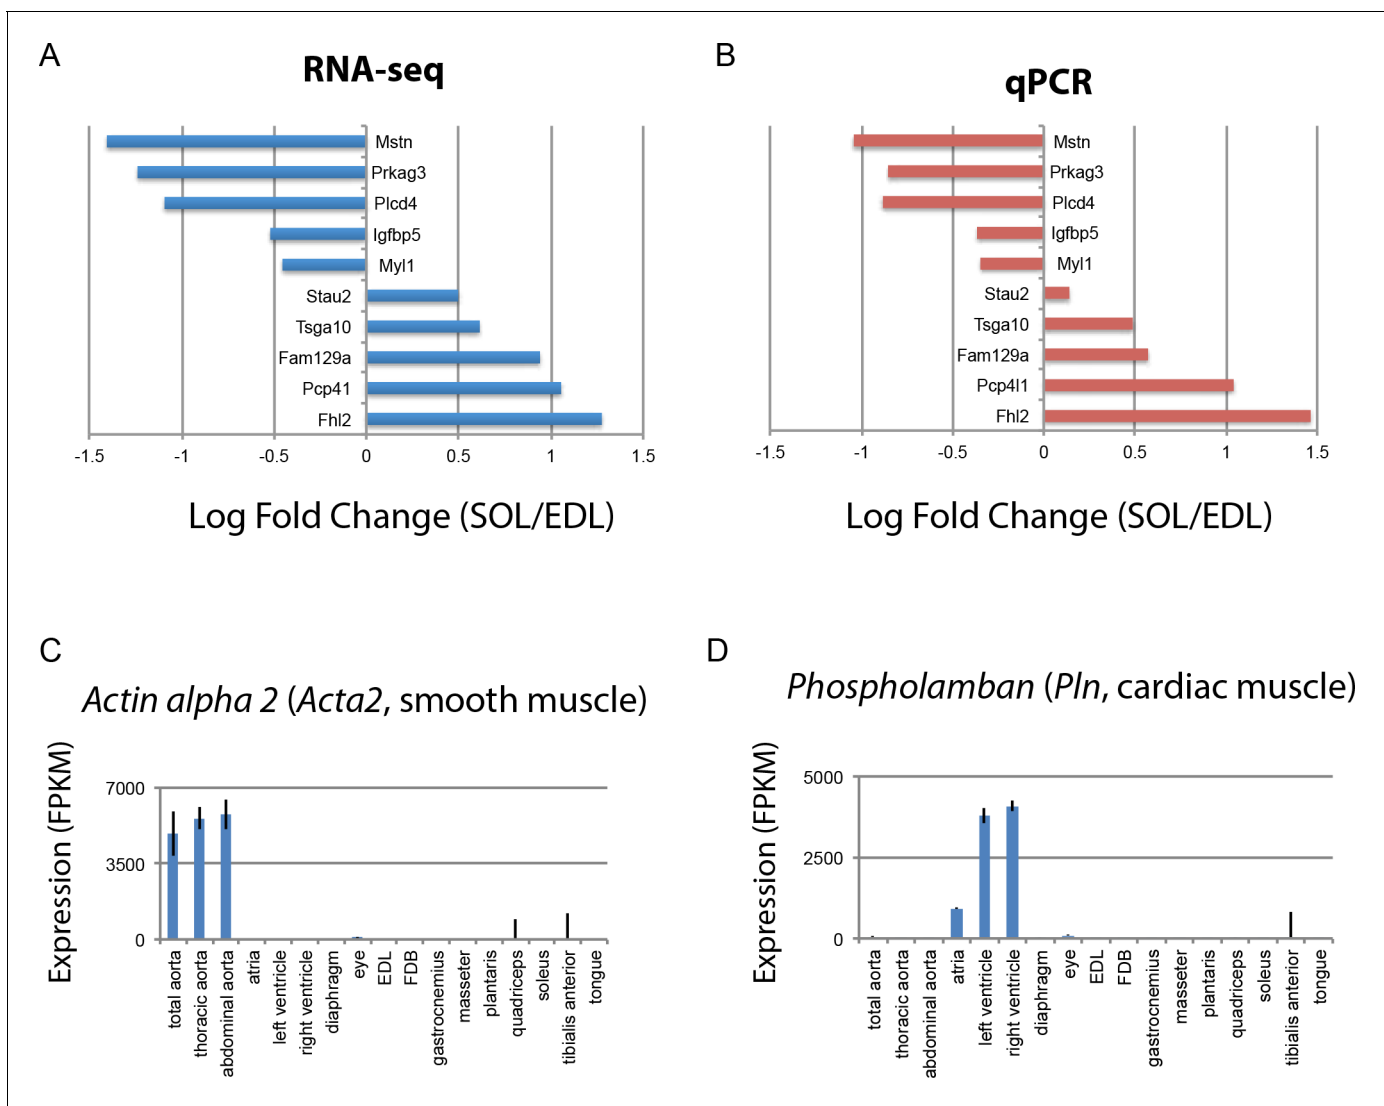 A
RNA-seq
Mstn
Prkag3
Plcd4
Igfbp5
Myl1
Stau2
Tsga10
Fam129a
Pcp41
Fhl2
-1.5 -1 -0.5 0 0.5 1 1.5
Log Fold Change (SOL/EDL)
B
qPCR
Mstn
Prkag3
Plcd4
Igfbp5
Myl1
Stau2
Tsga10
Fam129a
Pcp4l1
Fhl2
-1.5 -1 -0.5 0 0.5 1 1.5
Log Fold Change (SOL/EDL)
C
Actin alpha 2 (Acta2, smooth muscle)
Expression (FPKM)
7000
3500
0
total aorta
thoracic aorta
abdominal aorta
atria
left ventricle
right ventricle
diaphragm
eye
EDL
FDB
gastrocnemius
masseter
plantaris
quadriceps
soleus
tibialis anterior
tongue
D
Phospholamban (Pln, cardiac muscle)
Expression (FPKM)
5000
2500
0
total aorta
thoracic aorta
abdominal aorta
atria
left ventricle
right ventricle
diaphragm
eye
EDL
FDB
gastrocnemius
masseter
plantaris
quadriceps
soleus
tibialis anterior
tongue